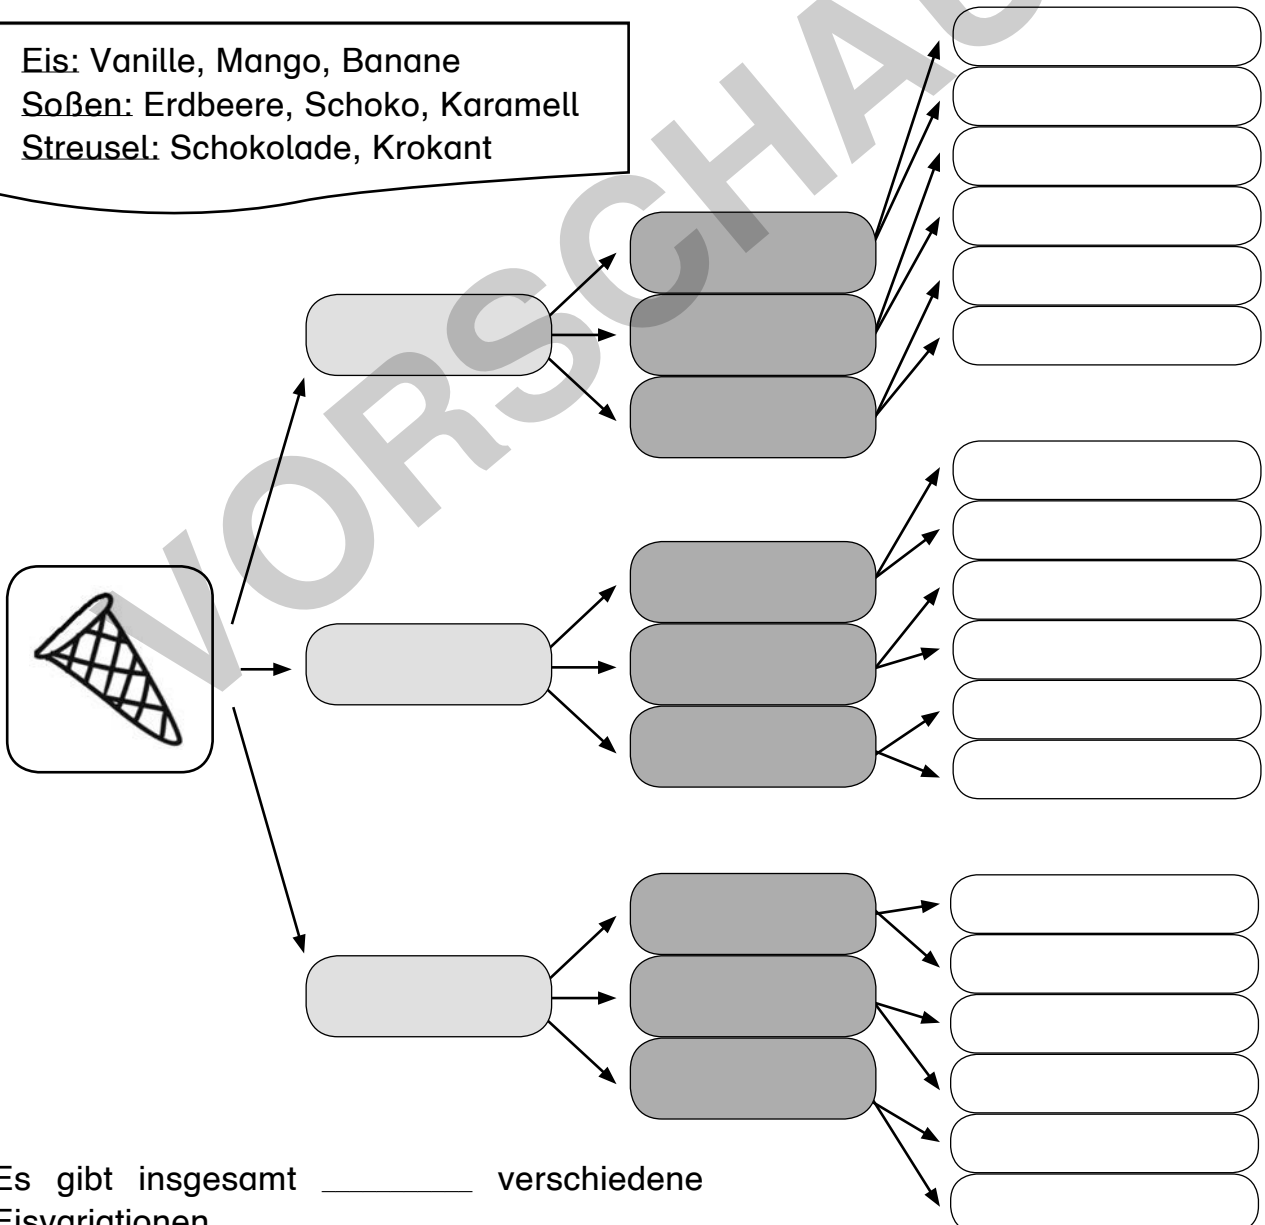 Eis: Vanille, Mango, Banane
Soßen: Erdbeere, Schoko, Karamell
Streusel: Schokolade, Krokant
VORSCHAU
Es gibt insgesamt _________ verschiedene
Eisvariationen